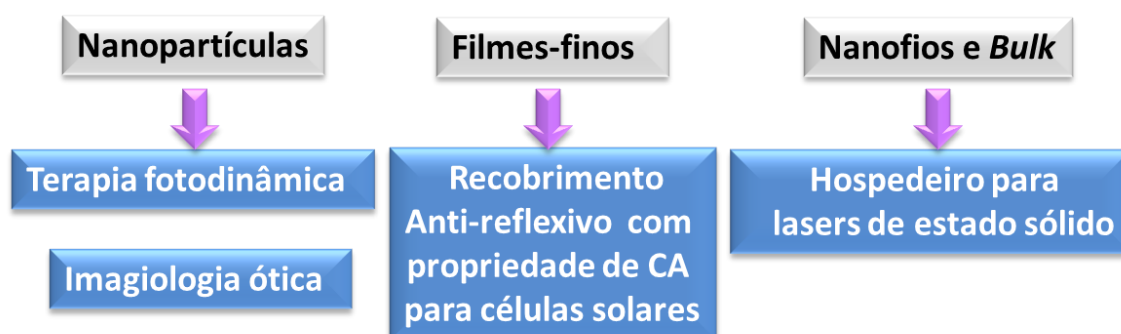 Nanopartículas
Terapia fotodinâmica
Imagiologia ótica
Filmes-finos
Recobrimento
Anti-reflexivo com
propriedade de CA
para células solares
Nanofios e Bulk
Hospedeiro para
lasers de estado sólido